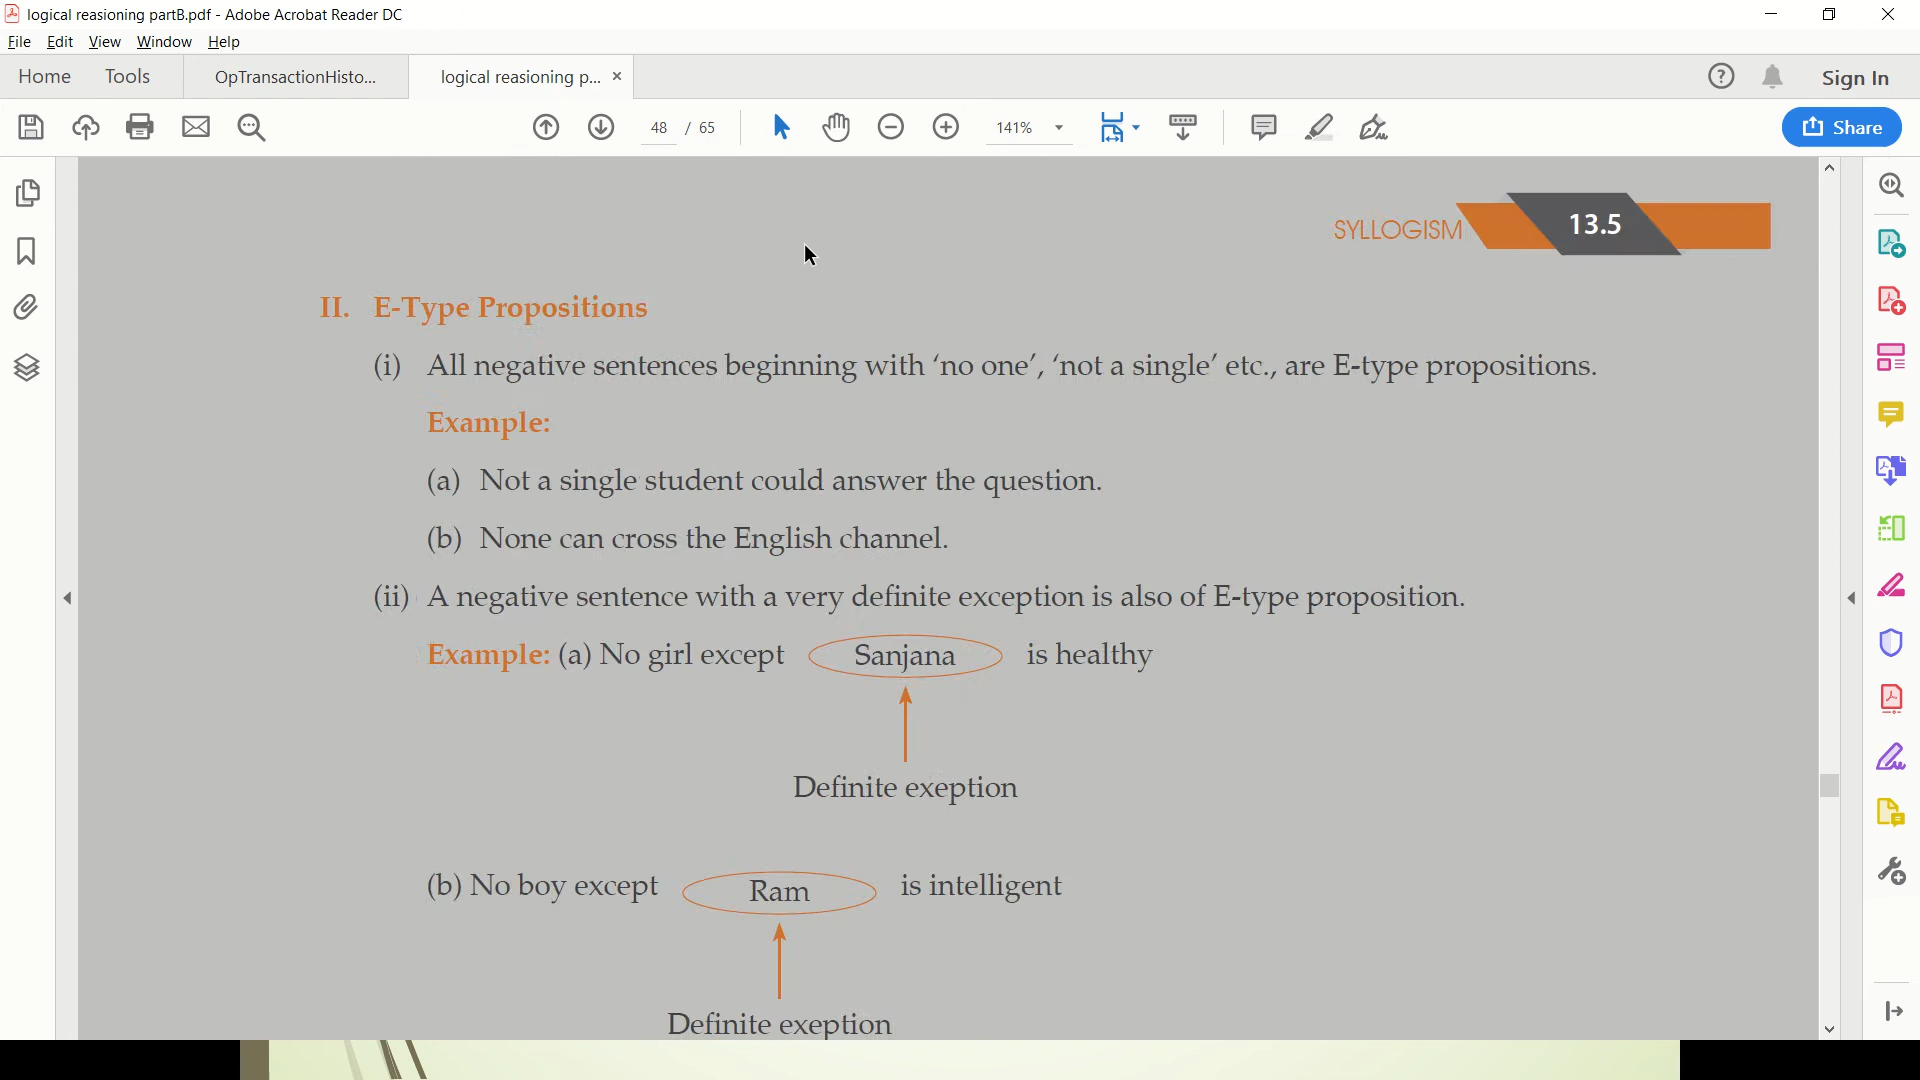 logical reasioning partB.pdf - Adobe Acrobat Reader DC
File Edit View Window Help
Home Tools OpTransactionHisto... logical reasioning p... × Sign In
48 / 65 141% Share
SYLLOGISM 13.5
II. E-Type Propositions
(i) All negative sentences beginning with ‘no one’, ‘not a single’ etc., are E-type propositions.
Example:
(a) Not a single student could answer the question.
(b) None can cross the English channel.
(ii) A negative sentence with a very definite exception is also of E-type proposition.
Example: (a) No girl except Sanjana is healthy
Definite exeption
(b) No boy except Ram is intelligent
Definite exeption